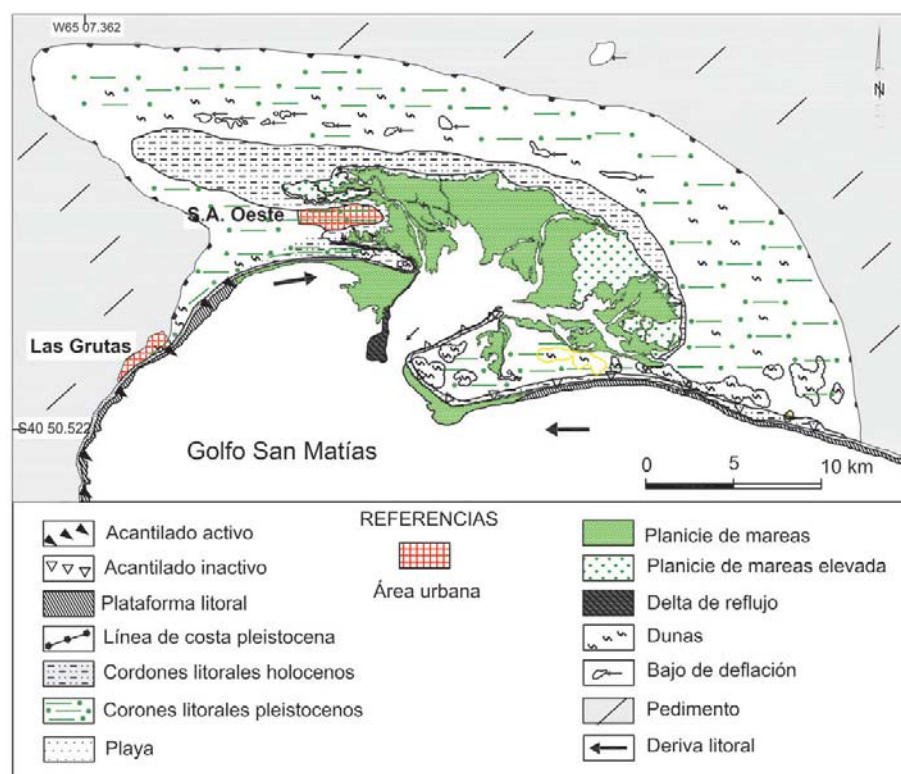 W65 07.362
N
S.A. Oeste
Las Grutas
S40 50.522
Golfo San Matías
0 5 10 km
REFERENCIAS
Área urbana
Acantilado activo
Acantilado inactivo
Plataforma litoral
Línea de costa pleistocena
Cordones litorales holocenos
Corones litorales pleistocenos
Playa
Planicie de mareas
Planicie de mareas elevada
Delta de reflujo
Dunas
Bajo de deflación
Pedimento
Deriva litoral